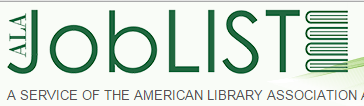 ALA JobLIST
A SERVICE OF THE AMERICAN LIBRARY ASSOCIATION